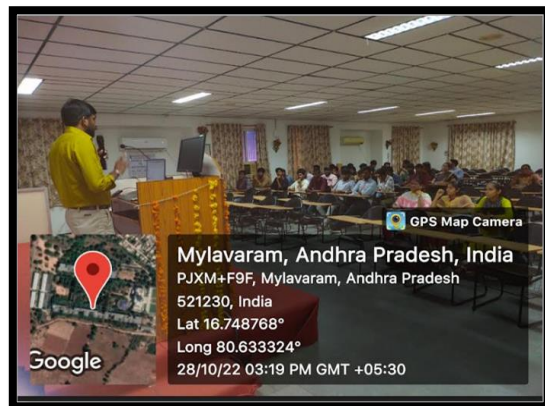 GPS Map Camera
Mylavaram, Andhra Pradesh, India
PJXM+F9F, Mylavaram, Andhra Pradesh
521230, India
Lat 16.748768°
Long 80.633324°
28/10/22 03:19 PM GMT +05:30
Google